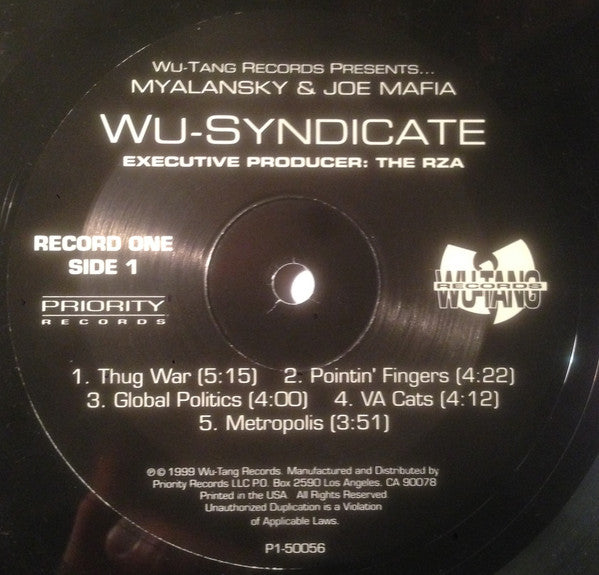 Wu-Tang Records Presents...
MYALANSKY & JOE MAFIA
WU-SYNDICATE
EXECUTIVE PRODUCER: THE RZA
RECORD ONE
SIDE 1
PRIORITY
RECORDS
WU-TANG
RECORDS
1. Thug War (5:15) 2. Pointin' Fingers (4:22)
3. Global Politics (4:00) 4. VA Cats (4:12)
5. Metropolis (3:51)
℗© 1999 Wu-Tang Records. Manufactured and Distributed by
Priority Records LLC P.O. Box 2590 Los Angeles, CA 90078
Printed in the USA. All Rights Reserved.
Unauthorized Duplication is a Violation
of Applicable Laws.
P1-50056